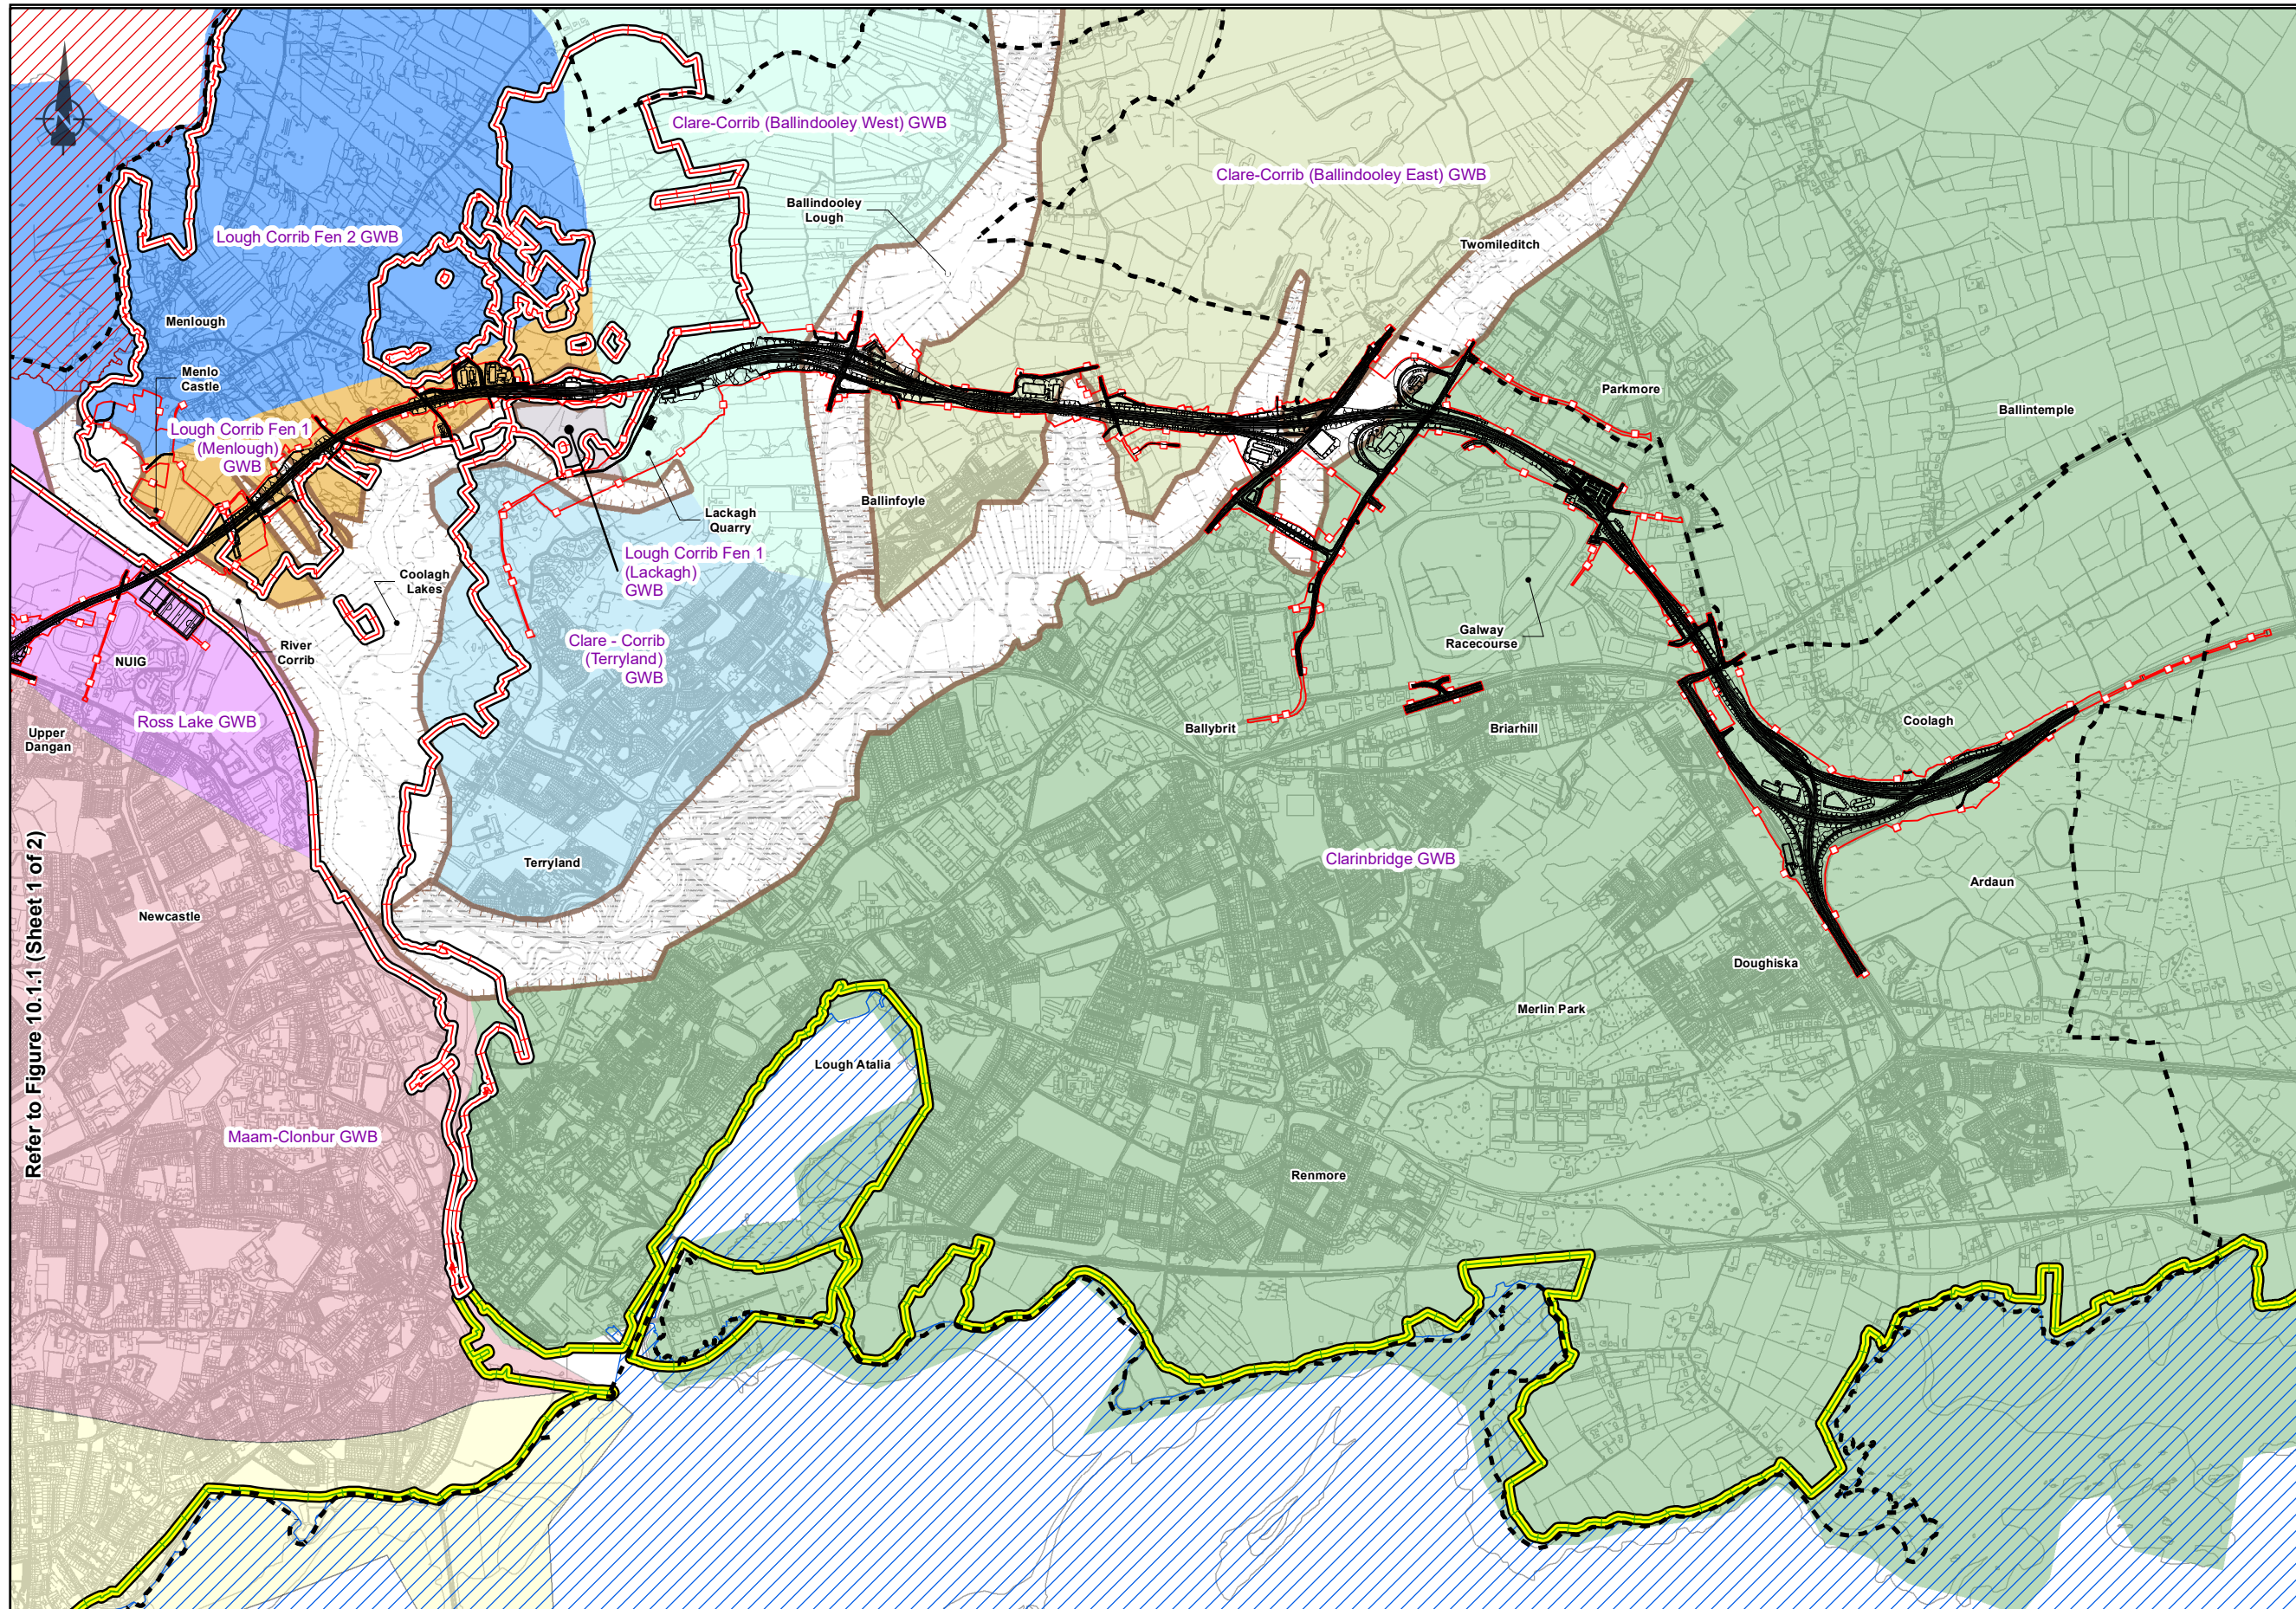 N
Clare-Corrib (Ballindooley West) GWB
Clare-Corrib (Ballindooley East) GWB
Ballindooley
Lough
Lough Corrib Fen 2 GWB
Twomileditch
Menlough
Menlo
Castle
Parkmore
Ballintemple
Lough Corrib Fen 1
(Menlough)
GWB
Ballinfoyle
Lackagh
Quarry
Lough Corrib Fen 1
(Lackagh)
GWB
Coolagh
Lakes
Clare - Corrib
(Terryland)
GWB
Galway
Racecourse
River
Corrib
NUIG
Ross Lake GWB
Upper
Dangan
Ballybrit
Briarhill
Coolagh
Terryland
Clarinbridge GWB
Ardaun
Newcastle
Doughiska
Merlin Park
Lough Atalia
Maam-Clonbur GWB
Renmore
Refer to Figure 10.1.1 (Sheet 1 of 2)